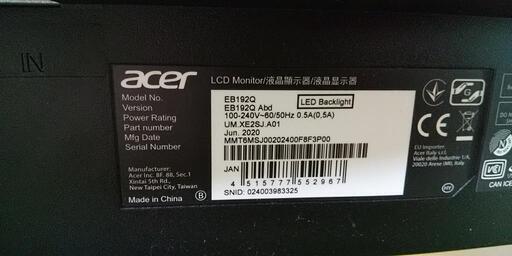 IN
acer
LCD Monitor/液晶顯示器/液晶显示器
Model No. EB192Q
Version EB192Q Abd
LED Backlight
Power Rating 100-240V~60/50Hz 0.5A(0,5A)
Part number UM.XE2SJ.A01
Mfg Date Jun. 2020
Serial Number MMT6MSJ00202400F8F3P00
Manufacturer:
Acer Inc. 8F, 88, Sec.1
Xintai 5th Rd.,
New Taipei City, Taiwan
Made in China
B
JAN
4 515777 552967
SNID: 024003983325
EU Importer
Acer Italy s.r.l.
Viale delle Industrie 1/A,
20020 Arese (MI), Italy
VCCI
CAN ICE